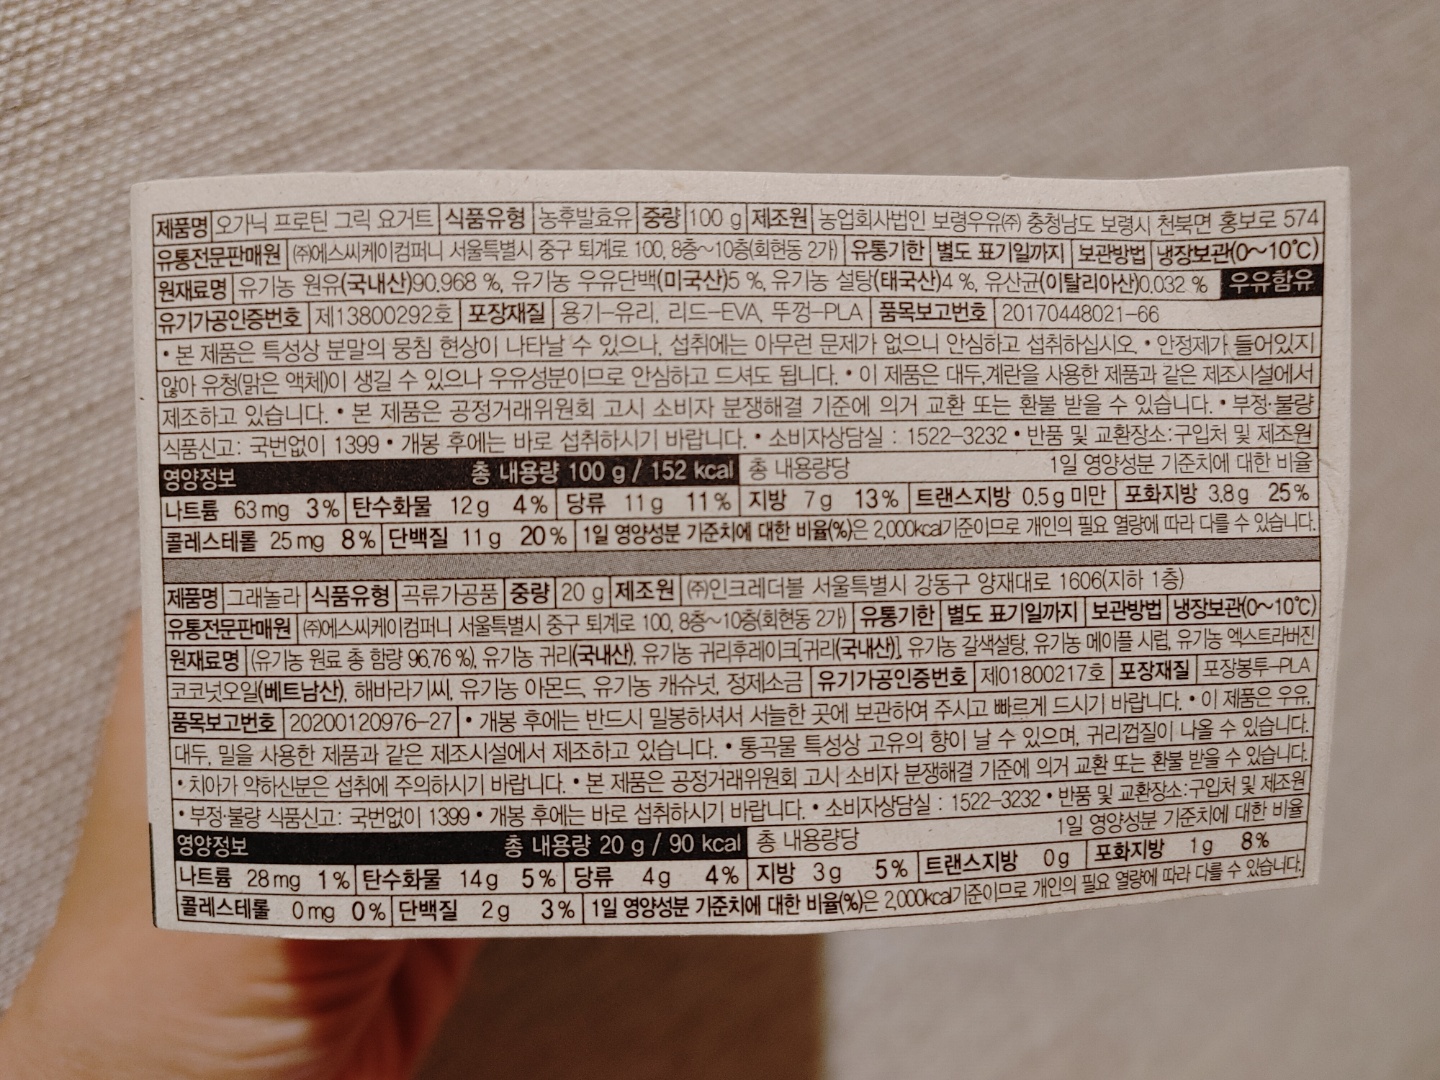 제품명 오가닉 프로틴 그릭 요거트 식품유형 농후발효유 중량 100 g 제조원 농업회사법인 보령우유㈜ 충청남도 보령시 천북면 홍보로 574
유통전문판매원 ㈜에스씨케이컴퍼니 서울특별시 중구 퇴계로 100, 8층~10층(회현동 2가) 유통기한 별도 표기일까지 보관방법 냉장보관(0~10℃)
원재료명 유기농 원유(국내산)90.968 %, 유기농 우유단백(미국산)5 %, 유기농 설탕(태국산)4 %, 유산균(이탈리아산)0.032 % 우유함유
유기가공인증번호 제13800292호 포장재질 용기-유리, 리드-EVA, 뚜껑-PLA 품목보고번호 20170448021-66
• 본 제품은 특성상 분말의 뭉침 현상이 나타날 수 있으나, 섭취에는 아무런 문제가 없으니 안심하고 섭취하십시오. • 안정제가 들어있지
않아 유청(맑은 액체)이 생길 수 있으나 우유성분이므로 안심하고 드셔도 됩니다. • 이 제품은 대두,계란을 사용한 제품과 같은 제조시설에서
제조하고 있습니다. • 본 제품은 공정거래위원회 고시 소비자 분쟁해결 기준에 의거 교환 또는 환불 받을 수 있습니다. • 부정·불량
식품신고: 국번없이 1399 • 개봉 후에는 바로 섭취하시기 바랍니다. • 소비자상담실 : 1522-3232 • 반품 및 교환장소:구입처 및 제조원
영양정보 총 내용량 100 g / 152 kcal 총 내용량당 1일 영양성분 기준치에 대한 비율
나트륨 63 mg 3% 탄수화물 12 g 4% 당류 11 g 11% 지방 7 g 13% 트랜스지방 0.5 g 미만 포화지방 3.8 g 25%
콜레스테롤 25 mg 8% 단백질 11 g 20% 1일 영양성분 기준치에 대한 비율(%)은 2,000kcal기준이므로 개인의 필요 열량에 따라 다를 수 있습니다.
제품명 그래놀라 식품유형 곡류가공품 중량 20 g 제조원 ㈜인크레더블 서울특별시 강동구 양재대로 1606(지하 1층)
유통전문판매원 ㈜에스씨케이컴퍼니 서울특별시 중구 퇴계로 100, 8층~10층(회현동 2가) 유통기한 별도 표기일까지 보관방법 냉장보관(0~10℃)
원재료명 (유기농 원료 총 함량 96.76 %), 유기농 귀리(국내산), 유기농 귀리후레이크[귀리(국내산)], 유기농 갈색설탕, 유기농 메이플 시럽, 유기농 엑스트라버진
코코넛오일(베트남산), 해바라기씨, 유기농 아몬드, 유기농 캐슈넛, 정제소금 유기가공인증번호 제01800217호 포장재질 포장봉투-PLA
품목보고번호 20200120976-27 • 개봉 후에는 반드시 밀봉하셔서 서늘한 곳에 보관하여 주시고 빠르게 드시기 바랍니다. • 이 제품은 우유,
대두, 밀을 사용한 제품과 같은 제조시설에서 제조하고 있습니다. • 통곡물 특성상 고유의 향이 날 수 있으며, 귀리껍질이 나올 수 있습니다.
• 치아가 약하신분은 섭취에 주의하시기 바랍니다. • 본 제품은 공정거래위원회 고시 소비자 분쟁해결 기준에 의거 교환 또는 환불 받을 수 있습니다.
• 부정·불량 식품신고: 국번없이 1399 • 개봉 후에는 바로 섭취하시기 바랍니다. • 소비자상담실 : 1522-3232 • 반품 및 교환장소:구입처 및 제조원
영양정보 총 내용량 20 g / 90 kcal 총 내용량당 1일 영양성분 기준치에 대한 비율
나트륨 28 mg 1% 탄수화물 14 g 5% 당류 4 g 4% 지방 3 g 5% 트랜스지방 0 g 포화지방 1 g 8%
콜레스테롤 0 mg 0% 단백질 2 g 3% 1일 영양성분 기준치에 대한 비율(%)은 2,000kcal기준이므로 개인의 필요 열량에 따라 다를 수 있습니다.